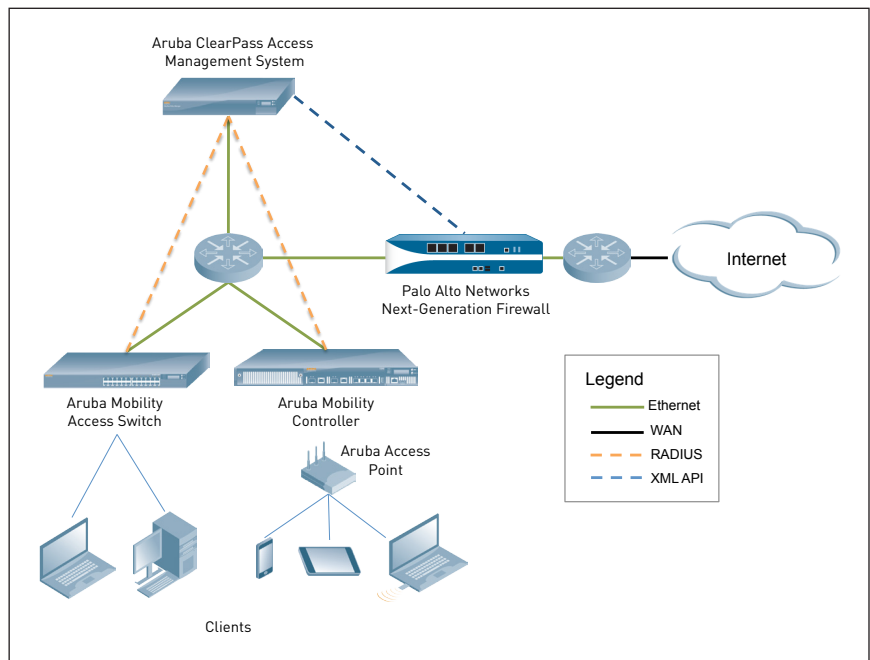 Aruba ClearPass Access
Management System
Internet
Palo Alto Networks
Next-Generation Firewall
Aruba Mobility
Access Switch
Aruba Mobility
Controller
Aruba Access
Point
Clients
Legend
Ethernet
WAN
RADIUS
XML API